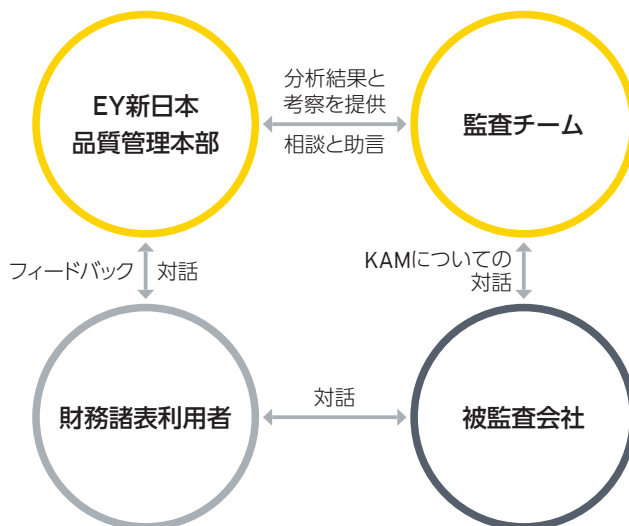 EY新日本
品質管理本部
分析結果と
考察を提供
相談と助言
監査チーム
フィードバック
対話
KAMについての
対話
財務諸表利用者
対話
被監査会社